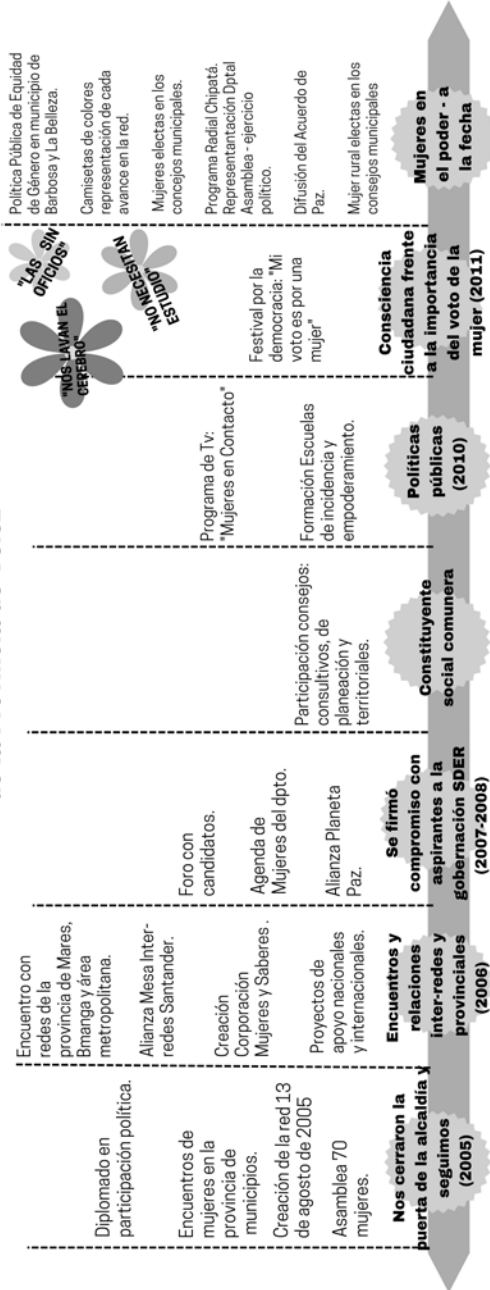 Diplomado en
participación política.
Encuentros de
mujeres en la
provincia de
municipios.
Creación de la red 13
de agosto de 2005
Asamblea 70
mujeres.
Nos cerraron la
puerta de la alcaldía y
seguimos
(2005)
Encuentro con
redes de la
provincia de Mares,
Bmanga y área
metropolitana.
Alianza Mesa Inter-
redes Santander.
Creación
Corporación
Mujeres y Saberes .
Proyectos de
apoyo nacionales
y internacionales.
Encuentros y
relaciones
inter-redes y
provinciales
(2006)
Foro con
candidatos.
Agenda de
Mujeres del dpto.
Alianza Planeta
Paz.
Se firmó
compromiso con
aspirantes a la
gobernación SDER
(2007-2008)
Participación consejos:
consultivos, de
planeación y
territoriales.
Constituyente
social comunera
Programa de Tv:
"Mujeres en Contacto"
Formación Escuelas
de incidencia y
empoderamiento.
Políticas
públicas
(2010)
"NOS LAVAN EL
CEREBRO"
"LAS SIN
OFICIOS"
"NO NECESITAN
ESTUDIO"
Festival por la
democracia: "Mi
voto es por una
mujer"
Consciencia
ciudadana frente
a la importancia
del voto de la
mujer (2011)
Política Pública de Equidad
de Género en municipio de
Barbosa y La Belleza.
Camisetas de colores
representación de cada
avance en la red.
Mujeres electas en los
concejos municipales.
Programa Radial Chipatá.
Representantación Dptal
Asamblea - ejercicio
político.
Difusión del Acuerdo de
Paz.
Mujer rural electas en los
consejos municipales
Mujeres en
el poder - a
la fecha